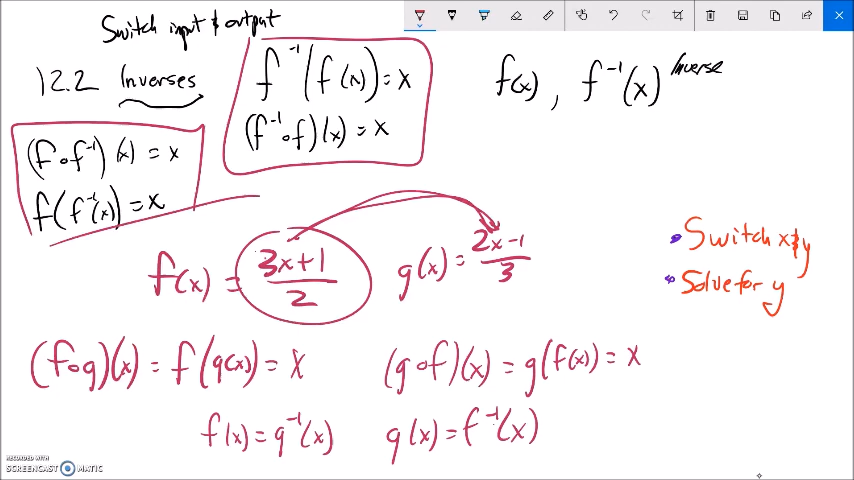 Switch input & output
12.2 Inverses
f⁻¹(f(x)) = x
(f⁻¹∘f)(x) = x
f(x), f⁻¹(x) Inverse
(f∘f⁻¹)(x) = x
f(f⁻¹(x)) = x
f(x) = (3x+1)/2
g(x) = (2x-1)/3
• Switch x & y
• Solve for y
(f∘g)(x) = f(g(x)) = x
(g∘f)(x) = g(f(x)) = x
f(x) = g⁻¹(x)
g(x) = f⁻¹(x)
RECORDED WITH
SCREENCAST MATIC